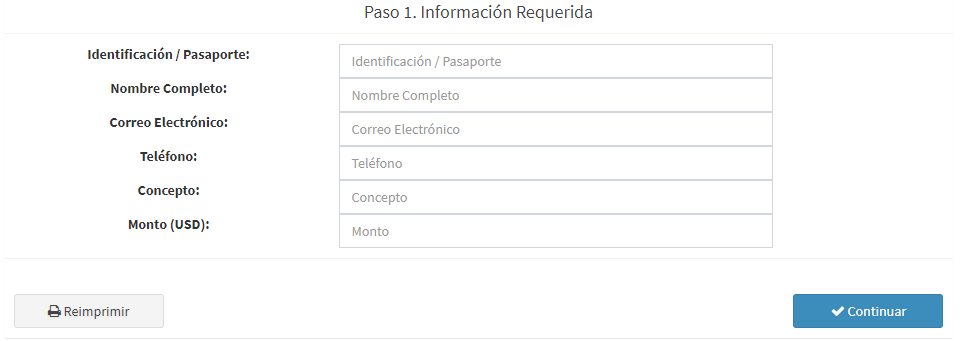 Paso 1. Información Requerida
Identificación / Pasaporte: Identificación / Pasaporte
Nombre Completo: Nombre Completo
Correo Electrónico: Correo Electrónico
Teléfono: Teléfono
Concepto: Concepto
Monto (USD): Monto
Reimprimir Continuar